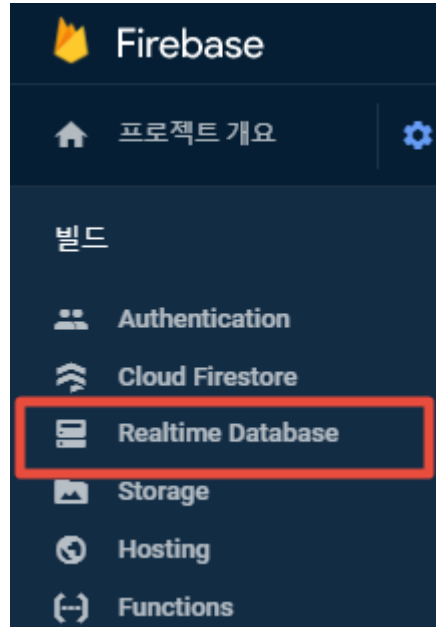 Firebase
프로젝트 개요
빌드
Authentication
Cloud Firestore
Realtime Database
Storage
Hosting
Functions